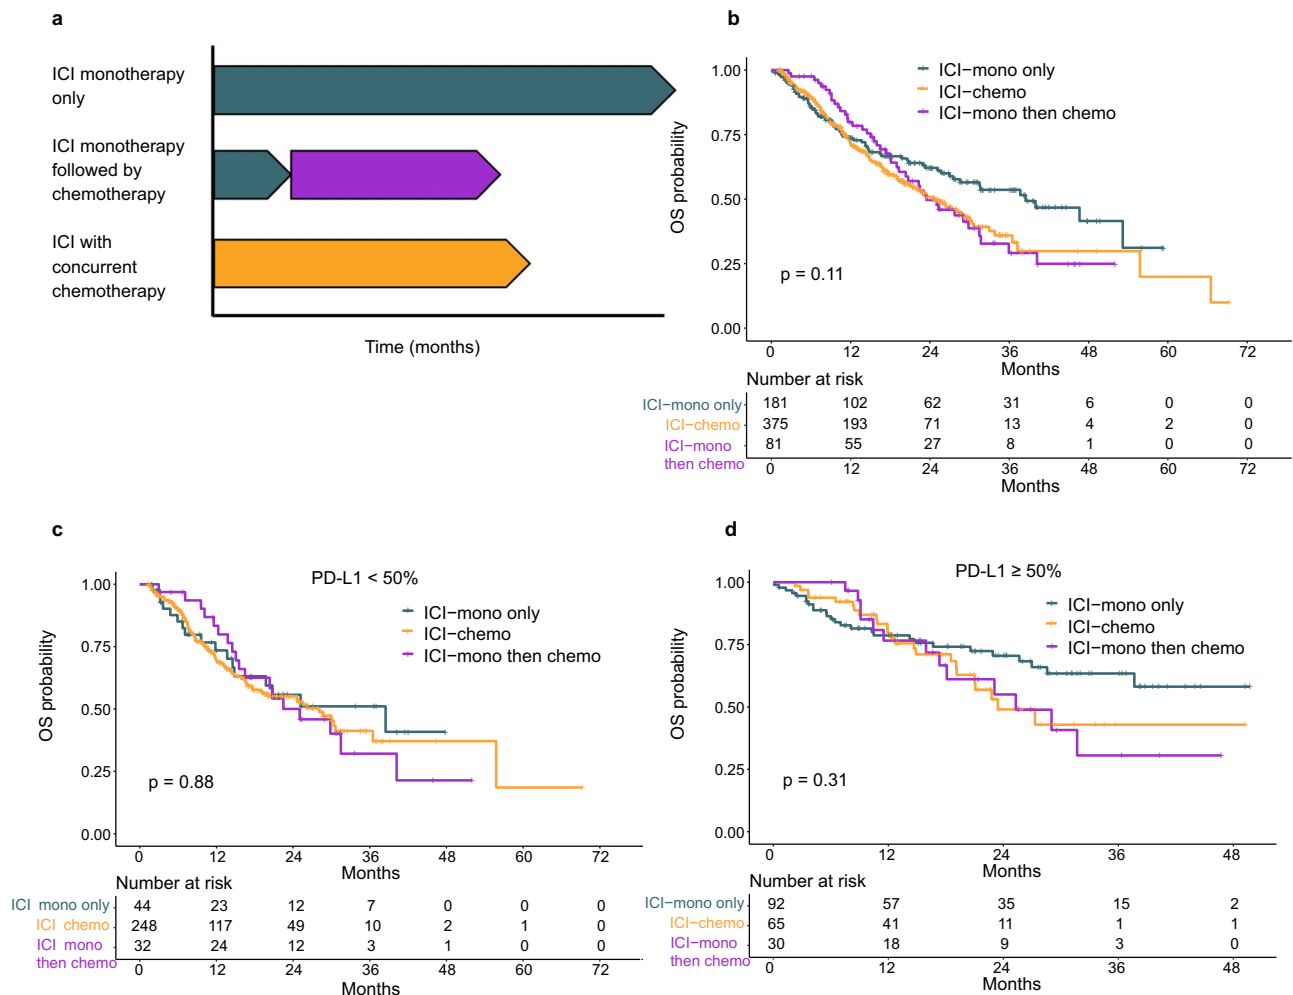 a
ICI monotherapy
only
ICI monotherapy
followed by
chemotherapy
ICI with
concurrent
chemotherapy
Time (months)
b
OS probability
1.00
0.75
0.50
0.25
0.00
ICI−mono only
ICI−chemo
ICI−mono then chemo
p = 0.11
0 12 24 36 48 60 72
Months
Number at risk
ICI−mono only 181 102 62 31 6 0 0
ICI−chemo 375 193 71 13 4 2 0
ICI−mono
then chemo 81 55 27 8 1 0 0
0 12 24 36 48 60 72
Months
c
PD-L1 < 50%
OS probability
1.00
0.75
0.50
0.25
0.00
ICI−mono only
ICI−chemo
ICI−mono then chemo
p = 0.88
0 12 24 36 48 60 72
Months
Number at risk
ICI mono only 44 23 12 7 0 0 0
ICI chemo 248 117 49 10 2 1 0
ICI mono
then chemo 32 24 12 3 1 0 0
0 12 24 36 48 60 72
Months
d
PD-L1 ≥ 50%
OS probability
1.00
0.75
0.50
0.25
0.00
ICI−mono only
ICI−chemo
ICI−mono then chemo
p = 0.31
0 12 24 36 48
Months
Number at risk
ICI−mono only 92 57 35 15 2
ICI−chemo 65 41 11 1 1
ICI−mono
then chemo 30 18 9 3 0
0 12 24 36 48
Months